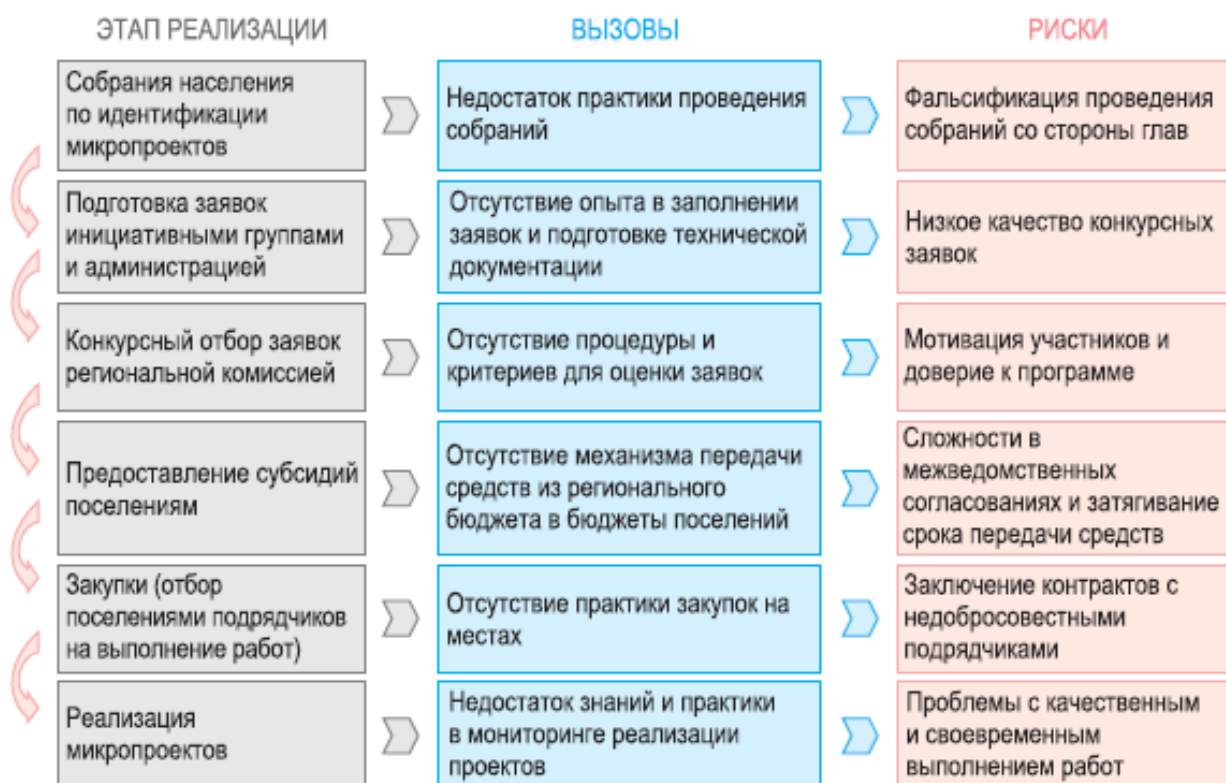 ЭТАП РЕАЛИЗАЦИИ
ВЫЗОВЫ
РИСКИ
Собрания населения
по идентификации
микропроектов
Недостаток практики проведения
собраний
Фальсификация проведения
собраний со стороны глав
Подготовка заявок
инициативными группами
и администрацией
Отсутствие опыта в заполнении
заявок и подготовке технической
документации
Низкое качество конкурсных
заявок
Конкурсный отбор заявок
региональной комиссией
Отсутствие процедуры и
критериев для оценки заявок
Мотивация участников и
доверие к программе
Предоставление субсидий
поселениям
Отсутствие механизма передачи
средств из регионального
бюджета в бюджеты поселений
Сложности в
межведомственных
согласованиях и затягивание
срока передачи средств
Закупки (отбор
поселениями подрядчиков
на выполнение работ)
Отсутствие практики закупок на
местах
Заключение контрактов с
недобросовестными
подрядчиками
Реализация
микропроектов
Недостаток знаний и практики
в мониторинге реализации
проектов
Проблемы с качественным
и своевременным
выполнением работ